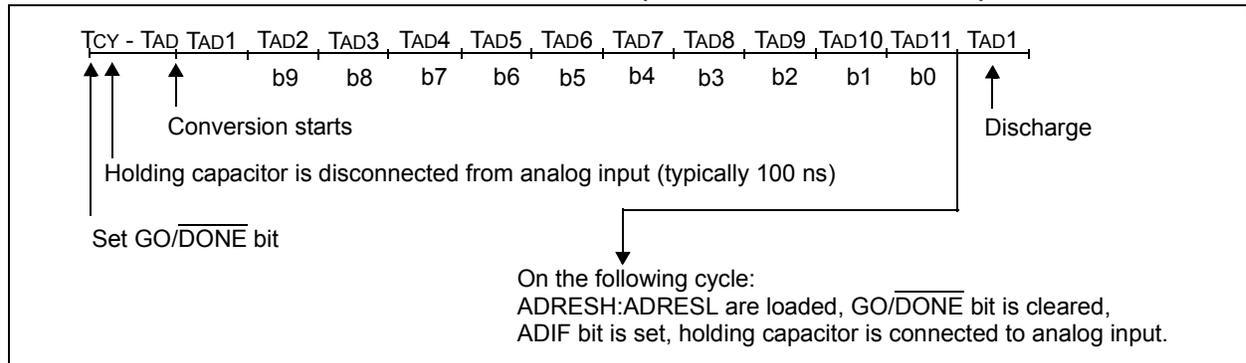 TCY - TAD TAD1 TAD2 TAD3 TAD4 TAD5 TAD6 TAD7 TAD8 TAD9 TAD10 TAD11 TAD1
b9 b8 b7 b6 b5 b4 b3 b2 b1 b0
Conversion starts
Discharge
Holding capacitor is disconnected from analog input (typically 100 ns)
Set GO/DONE bit
On the following cycle:
ADRESH:ADRESL are loaded, GO/DONE bit is cleared,
ADIF bit is set, holding capacitor is connected to analog input.